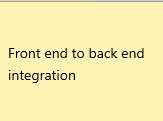 Front end to back end
integration